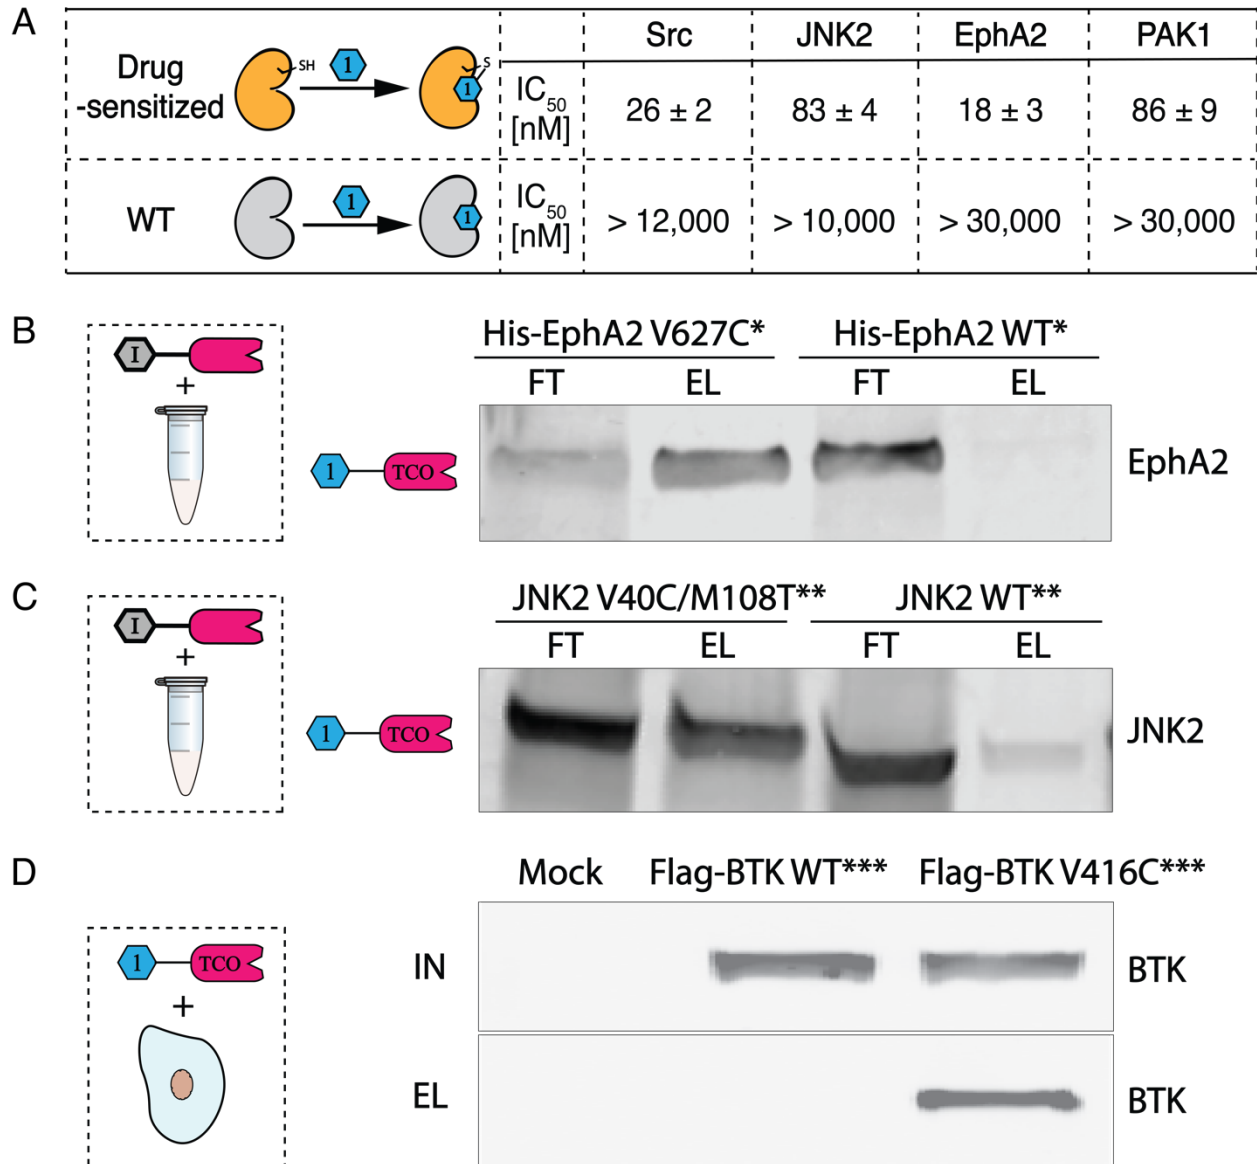 A
Drug
-sensitized
SH
1
S
1
IC50
[nM]
Src
JNK2
EphA2
PAK1
26 ± 2
83 ± 4
18 ± 3
86 ± 9
WT
1
1
IC50
[nM]
> 12,000
> 10,000
> 30,000
> 30,000
B
I
+
1
TCO
His-EphA2 V627C*
His-EphA2 WT*
FT
EL
FT
EL
EphA2
C
I
+
1
TCO
JNK2 V40C/M108T**
JNK2 WT**
FT
EL
FT
EL
JNK2
D
1
TCO
+
Mock
Flag-BTK WT***
Flag-BTK V416C***
IN
BTK
EL
BTK